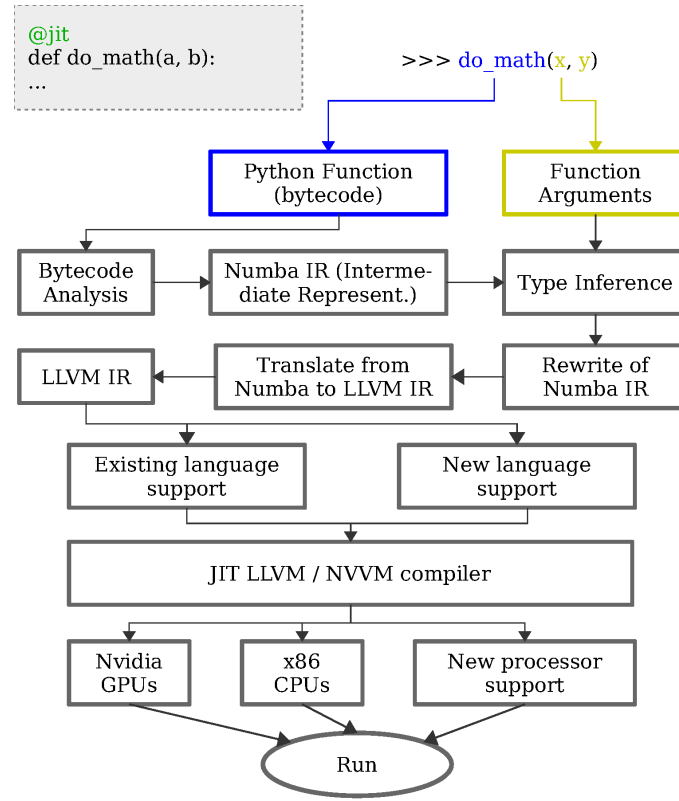 @jit
def do_math(a, b):
...
>>> do_math(x, y)
Python Function
(bytecode)
Function
Arguments
Bytecode
Analysis
Numba IR (Interme-
diate Represent.)
Type Inference
LLVM IR
Translate from
Numba to LLVM IR
Rewrite of
Numba IR
Existing language
support
New language
support
JIT LLVM / NVVM compiler
Nvidia
GPUs
x86
CPUs
New processor
support
Run